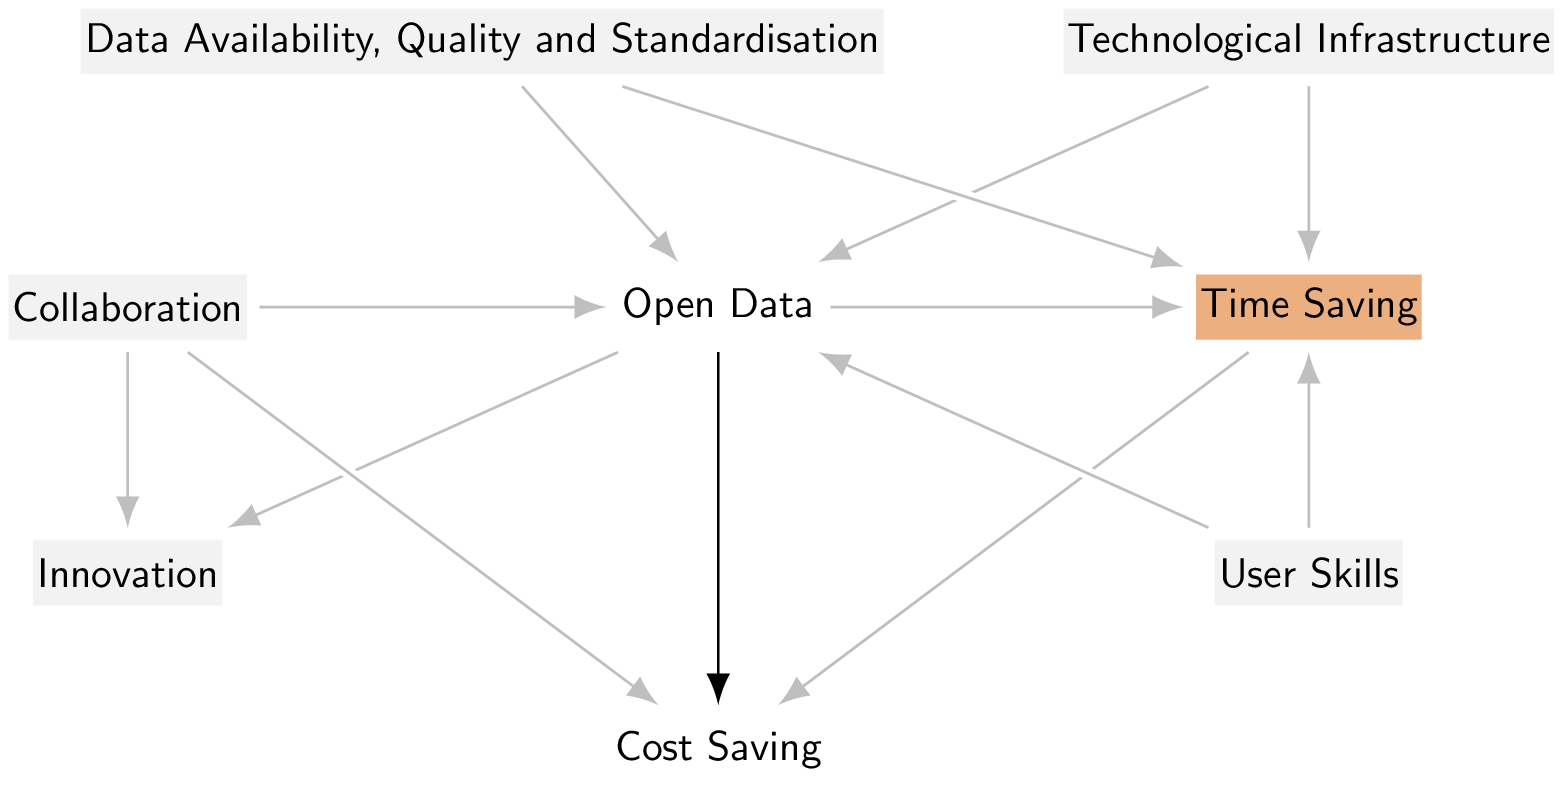 Data Availability, Quality and Standardisation
Technological Infrastructure
Collaboration
Open Data
Time Saving
Innovation
User Skills
Cost Saving